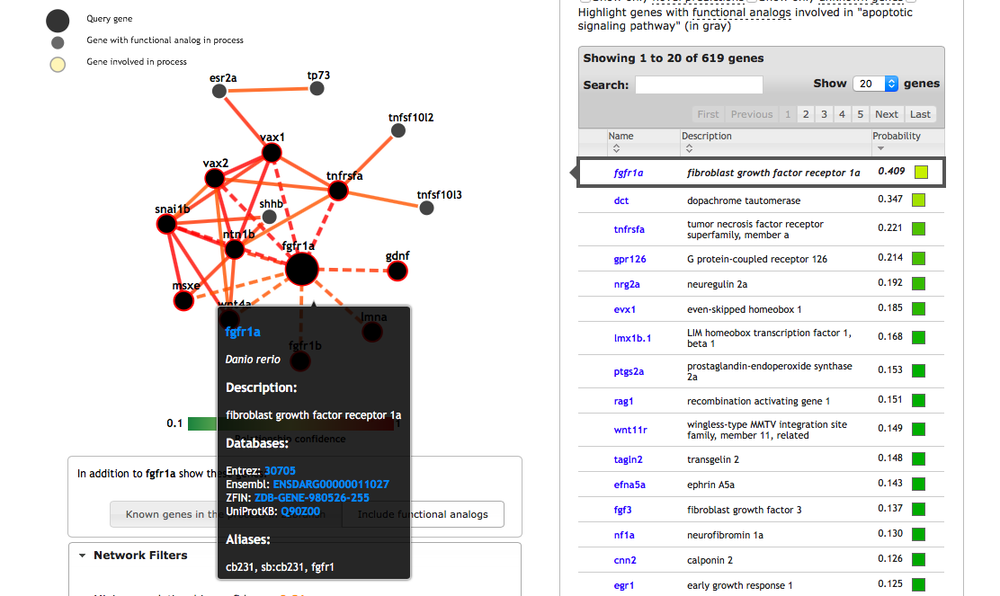 Query gene
Gene with functional analog in process
Gene involved in process
esr2a
tp73
tnfsf10l2
vax1
vax2
tnfrsfa
tnfsf10l3
shhb
snai1b
ntn1b
fgfr1a
gdnf
msxe
wnt4a
lmna
fgfr1b
fgfr1a
Danio rerio
Description:
fibroblast growth factor receptor 1a
Databases:
Entrez: 30705
Ensembl: ENSDARG00000011027
ZFIN: ZDB-GENE-980526-255
UniProtKB: Q90Z00
Aliases:
cb231, sb:cb231, fgfr1
0.1
1
Relationship confidence
In addition to fgfr1a show these
Known genes in the process
Include functional analogs
Network Filters
Highlight genes with functional analogs involved in "apoptotic
signaling pathway" (in gray)
Showing 1 to 20 of 619 genes
Search:
Show 20 genes
First Previous 1 2 3 4 5 Next Last
Name Description Probability
fgfr1a fibroblast growth factor receptor 1a 0.409
dct dopachrome tautomerase 0.347
tnfrsfa tumor necrosis factor receptor superfamily, member a 0.221
gpr126 G protein-coupled receptor 126 0.214
nrg2a neuregulin 2a 0.192
evx1 even-skipped homeobox 1 0.185
lmx1b.1 LIM homeobox transcription factor 1, beta 1 0.168
ptgs2a prostaglandin-endoperoxide synthase 2a 0.153
rag1 recombination activating gene 1 0.151
wnt11r wingless-type MMTV integration site family, member 11, related 0.149
tagln2 transgelin 2 0.148
efna5a ephrin A5a 0.143
fgf3 fibroblast growth factor 3 0.137
nf1a neurofibromin 1a 0.130
cnn2 calponin 2 0.126
egr1 early growth response 1 0.125